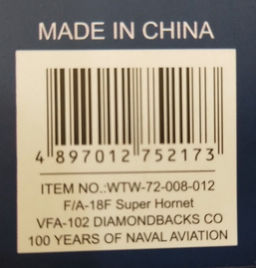 MADE IN CHINA
4 897012 752173
ITEM NO.:WTW-72-008-012
F/A-18F Super Hornet
VFA-102 DIAMONDBACKS CO
100 YEARS OF NAVAL AVIATION